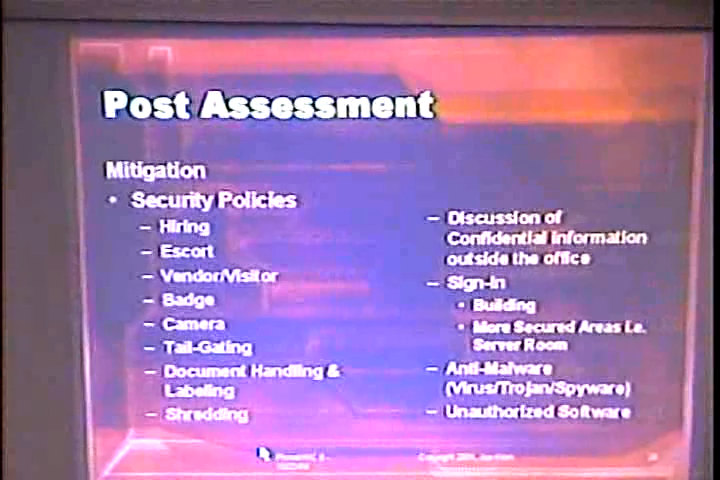 Post Assessment
Mitigation
• Security Policies
– Hiring
– Escort
– Vendor/Visitor
– Badge
– Camera
– Tail-Gating
– Document Handling &
Labeling
– Shredding
– Discussion of
Confidential Information
outside the office
– Sign-In
• Building
• More Secured Areas i.e.
Server Room
– Anti-Malware
(Virus/Trojan/Spyware)
– Unauthorized Software
Copyright